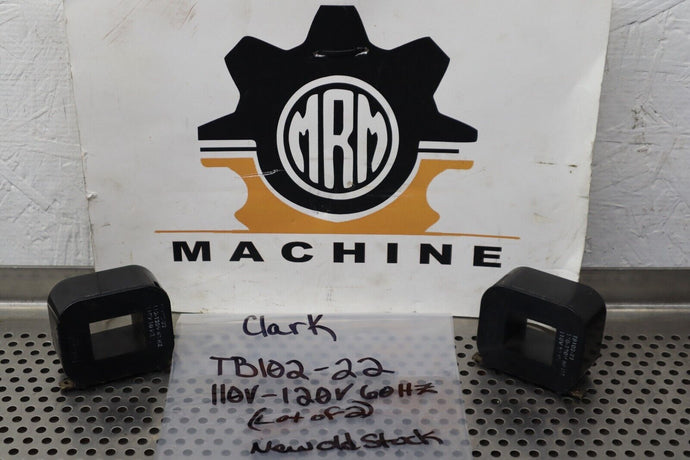 MRM
MACHINE
Clark
TB102-22
110V-120V 60HZ
(Lot of 2)
New Old Stock